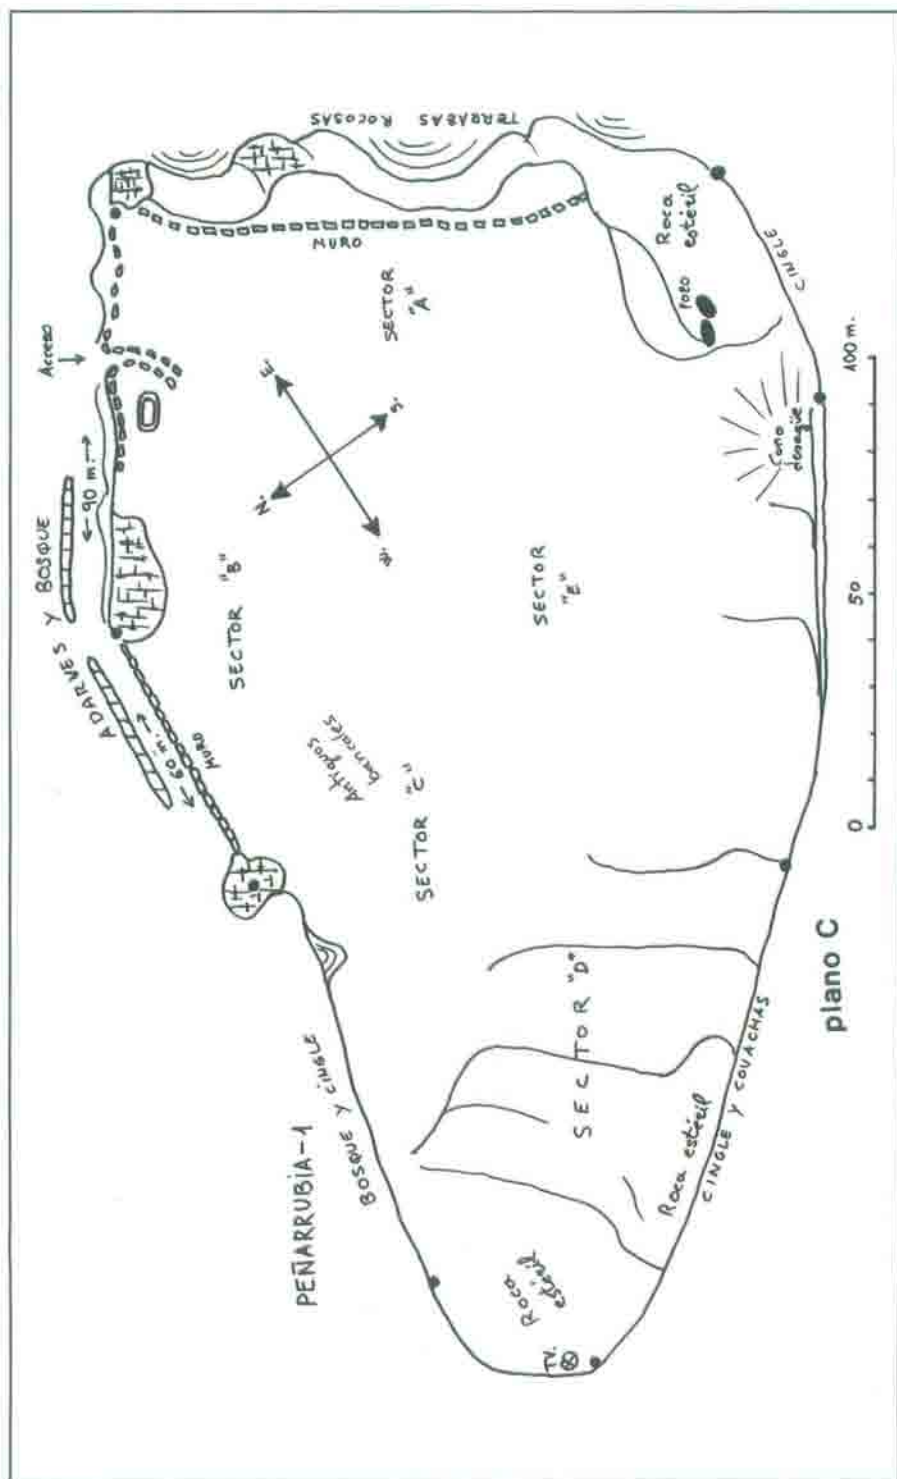 ADARVES Y BOSQUE
← 90 m. →
← 60 m. →
MURO
Acceso
BOSQUE Y CINGLE
PEÑARRUBIA-1
SECTOR
"B"
N.
E.
S.
W.
Antiguos
bancales
SECTOR
"C"
SECTOR
"A"
MURO
TERRAZAS ROCOSAS
SECTOR
"E"
SECTOR "D"
Roca
estéril
TV.
Roca estéril
Roca
estéril
Pozo
Cono
desagüe
CINGLE
CINGLE Y COVACHAS
0 50 100 m.
plano C